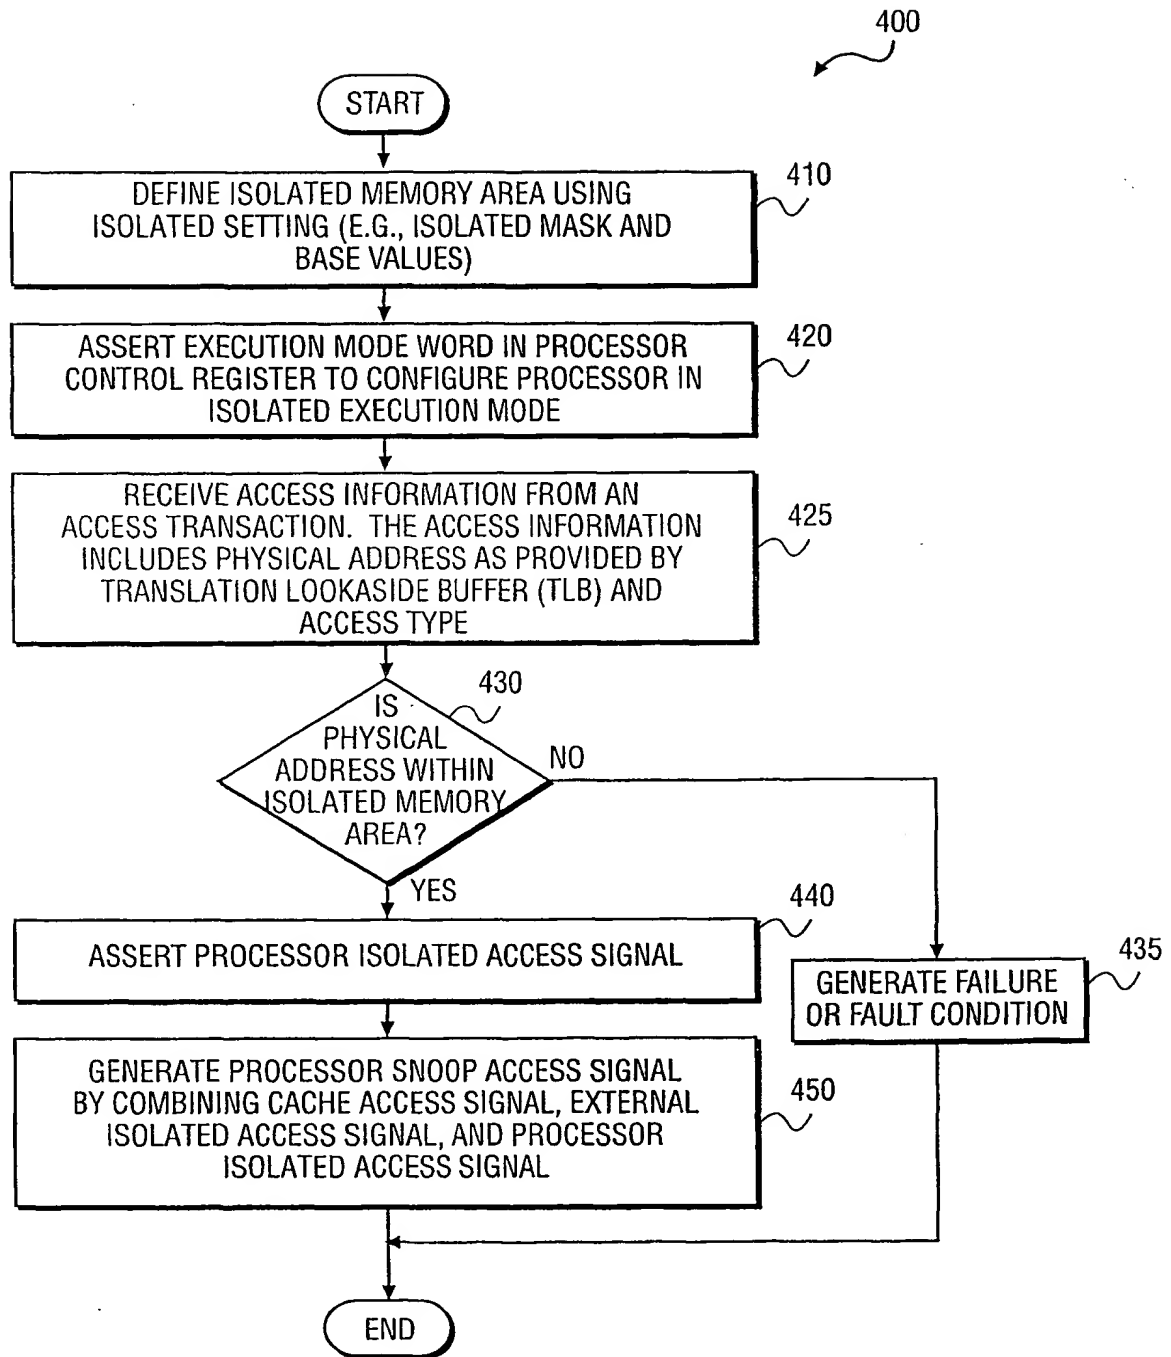 400
START
DEFINE ISOLATED MEMORY AREA USING
ISOLATED SETTING (E.G., ISOLATED MASK AND
BASE VALUES)
410
ASSERT EXECUTION MODE WORD IN PROCESSOR
CONTROL REGISTER TO CONFIGURE PROCESSOR IN
ISOLATED EXECUTION MODE
420
RECEIVE ACCESS INFORMATION FROM AN
ACCESS TRANSACTION. THE ACCESS INFORMATION
INCLUDES PHYSICAL ADDRESS AS PROVIDED BY
TRANSLATION LOOKASIDE BUFFER (TLB) AND
ACCESS TYPE
425
IS
PHYSICAL
ADDRESS WITHIN
ISOLATED MEMORY
AREA?
430
NO
YES
ASSERT PROCESSOR ISOLATED ACCESS SIGNAL
440
GENERATE FAILURE
OR FAULT CONDITION
435
GENERATE PROCESSOR SNOOP ACCESS SIGNAL
BY COMBINING CACHE ACCESS SIGNAL, EXTERNAL
ISOLATED ACCESS SIGNAL, AND PROCESSOR
ISOLATED ACCESS SIGNAL
450
END